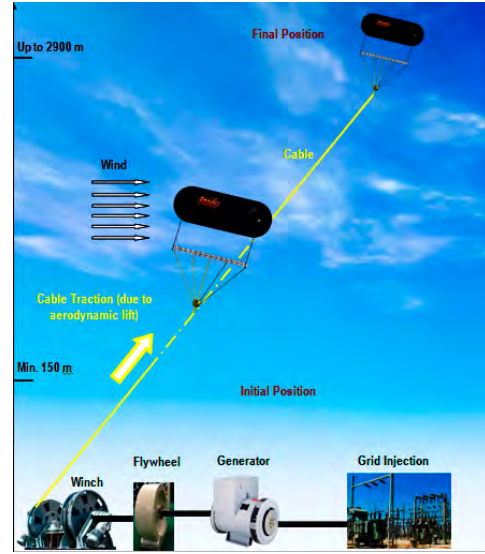 Final Position
Up to 2900 m
Cable
Wind
Cable Traction (due to
aerodynamic lift)
Min. 150 m
Initial Position
Winch
Flywheel
Generator
Grid Injection